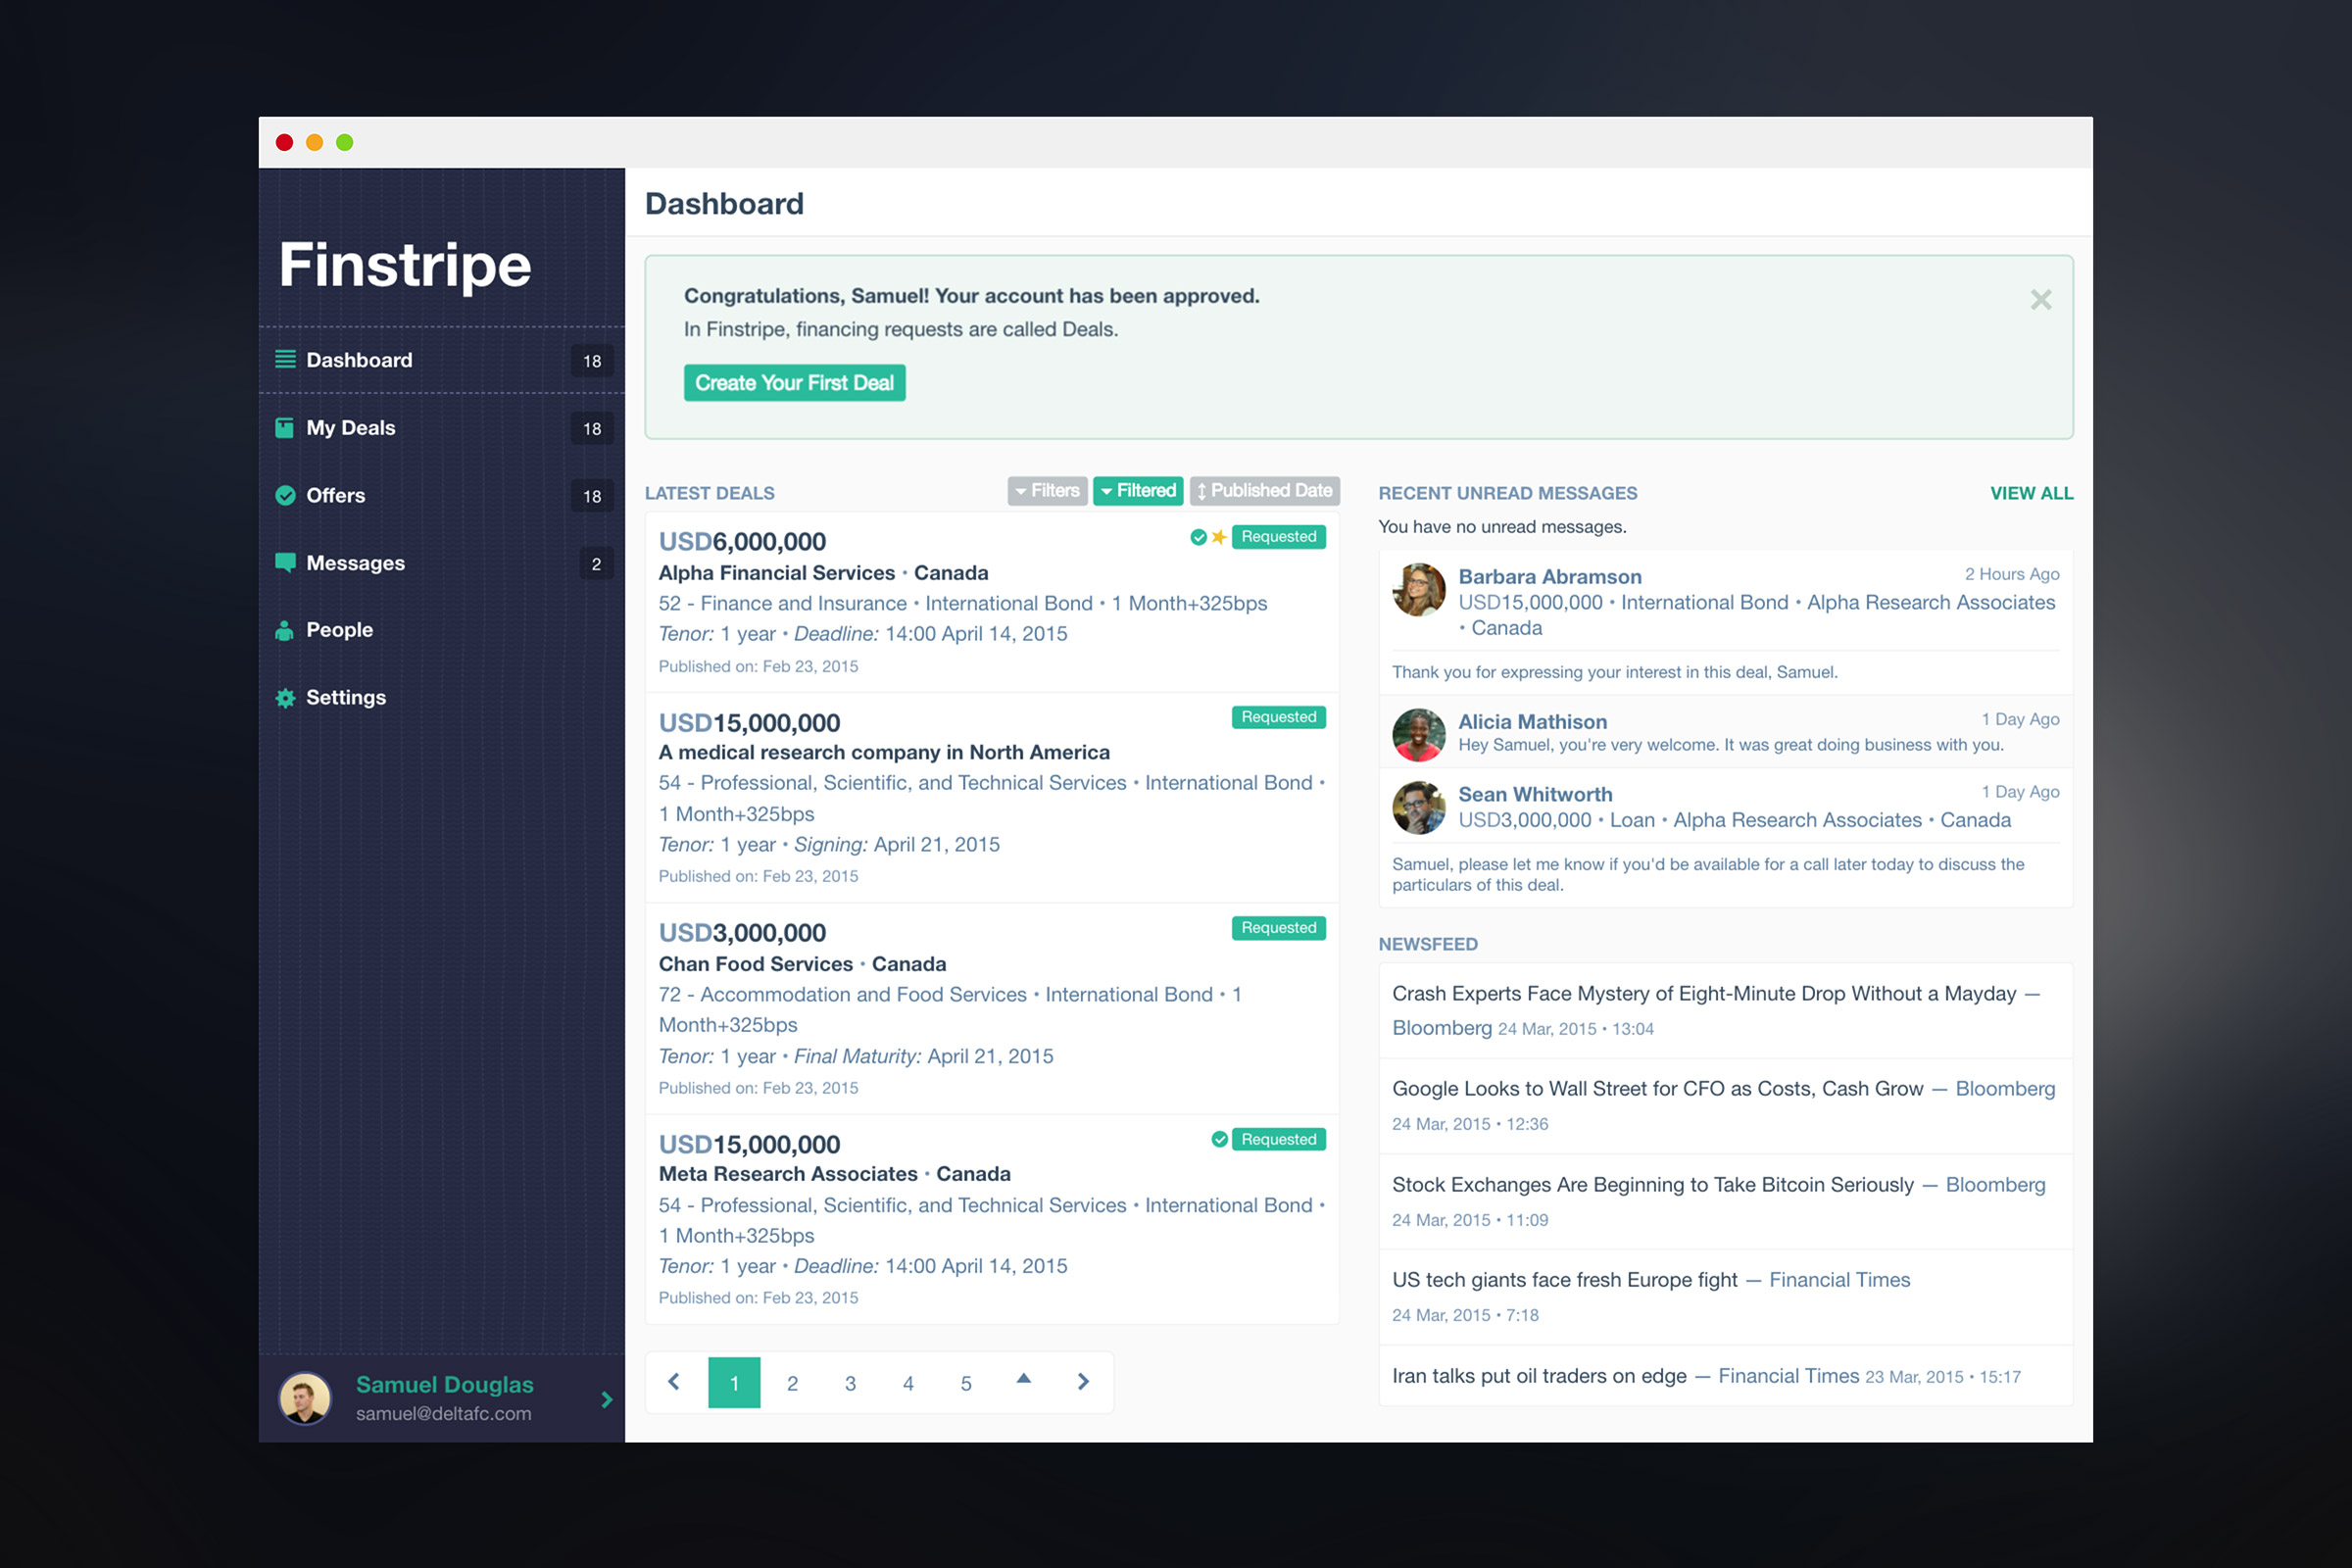 Finstripe
Dashboard 18
My Deals 18
Offers 18
Messages 2
People
Settings
Samuel Douglas
samuel@deltafc.com
Dashboard
Congratulations, Samuel! Your account has been approved.
In Finstripe, financing requests are called Deals.
Create Your First Deal
LATEST DEALS Filters Filtered Published Date
USD6,000,000 Requested
Alpha Financial Services • Canada
52 - Finance and Insurance • International Bond • 1 Month+325bps
Tenor: 1 year • Deadline: 14:00 April 14, 2015
Published on: Feb 23, 2015
USD15,000,000 Requested
A medical research company in North America
54 - Professional, Scientific, and Technical Services • International Bond •
1 Month+325bps
Tenor: 1 year • Signing: April 21, 2015
Published on: Feb 23, 2015
USD3,000,000 Requested
Chan Food Services • Canada
72 - Accommodation and Food Services • International Bond • 1
Month+325bps
Tenor: 1 year • Final Maturity: April 21, 2015
Published on: Feb 23, 2015
USD15,000,000 Requested
Meta Research Associates • Canada
54 - Professional, Scientific, and Technical Services • International Bond •
1 Month+325bps
Tenor: 1 year • Deadline: 14:00 April 14, 2015
Published on: Feb 23, 2015
1 2 3 4 5
RECENT UNREAD MESSAGES VIEW ALL
You have no unread messages.
Barbara Abramson 2 Hours Ago
USD15,000,000 • International Bond • Alpha Research Associates
• Canada
Thank you for expressing your interest in this deal, Samuel.
Alicia Mathison 1 Day Ago
Hey Samuel, you're very welcome. It was great doing business with you.
Sean Whitworth 1 Day Ago
USD3,000,000 • Loan • Alpha Research Associates • Canada
Samuel, please let me know if you'd be available for a call later today to discuss the
particulars of this deal.
NEWSFEED
Crash Experts Face Mystery of Eight-Minute Drop Without a Mayday —
Bloomberg 24 Mar, 2015 • 13:04
Google Looks to Wall Street for CFO as Costs, Cash Grow — Bloomberg
24 Mar, 2015 • 12:36
Stock Exchanges Are Beginning to Take Bitcoin Seriously — Bloomberg
24 Mar, 2015 • 11:09
US tech giants face fresh Europe fight — Financial Times
24 Mar, 2015 • 7:18
Iran talks put oil traders on edge — Financial Times 23 Mar, 2015 • 15:17